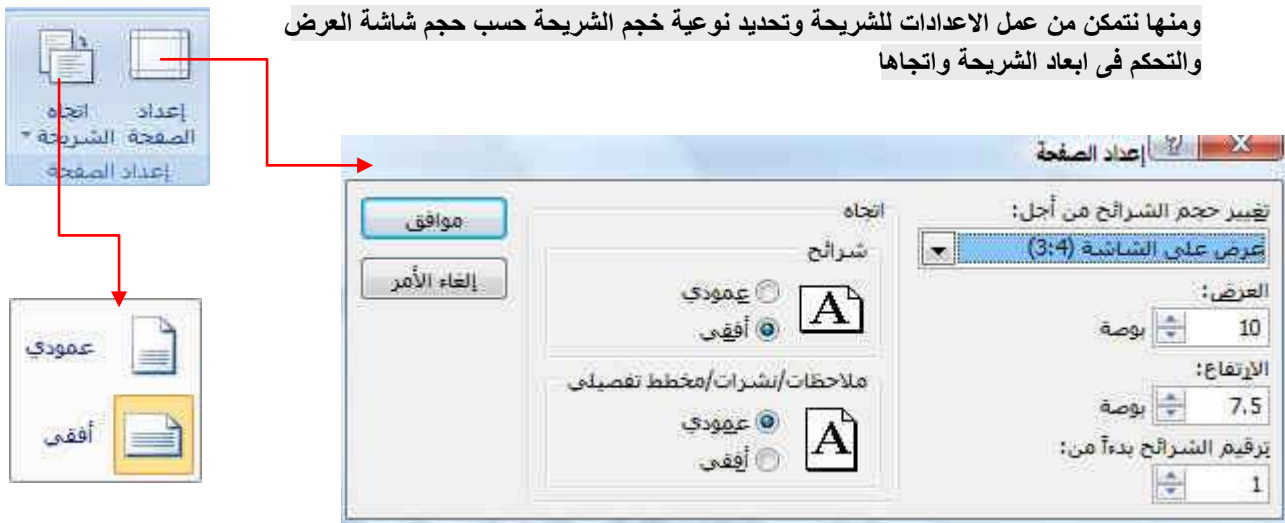 ومنها نتمكن من عمل الاعدادات للشريحة وتحديد نوعية خجم الشريحة حسب حجم شاشة العرض
والتحكم فى ابعاد الشريحة واتجاها
إعداد الصفحة
اتجاه الشريحة
إعداد الصفحة
عمودي
أفقي
إعداد الصفحة
تغيير حجم الشرائح من أجل:
عرض على الشاشة (3:4)
العرض:
10 بوصة
الارتفاع:
7.5 بوصة
ترقيم الشرائح بدءاً من:
1
اتجاه
شرائح
عمودي
أفقي
A
ملاحظات/نشرات/مخطط تفصيلي
عمودي
أفقي
A
موافق
إلغاء الأمر